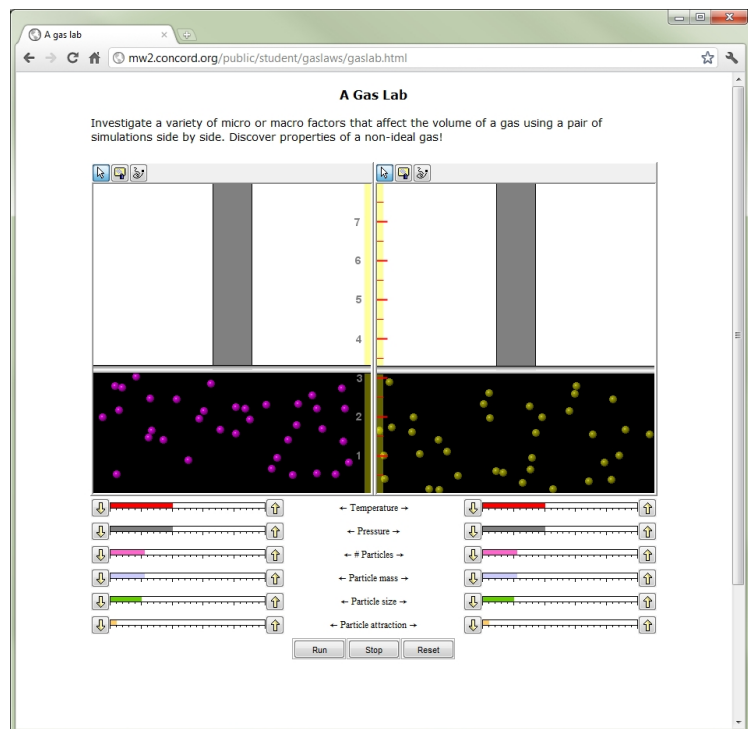 A gas lab
mw2.concord.org/public/student/gaslaws/gaslab.html
A Gas Lab
Investigate a variety of micro or macro factors that affect the volume of a gas using a pair of
simulations side by side. Discover properties of a non-ideal gas!
7
6
5
4
3
2
1
← Temperature →
← Pressure →
← # Particles →
← Particle mass →
← Particle size →
← Particle attraction →
Run Stop Reset